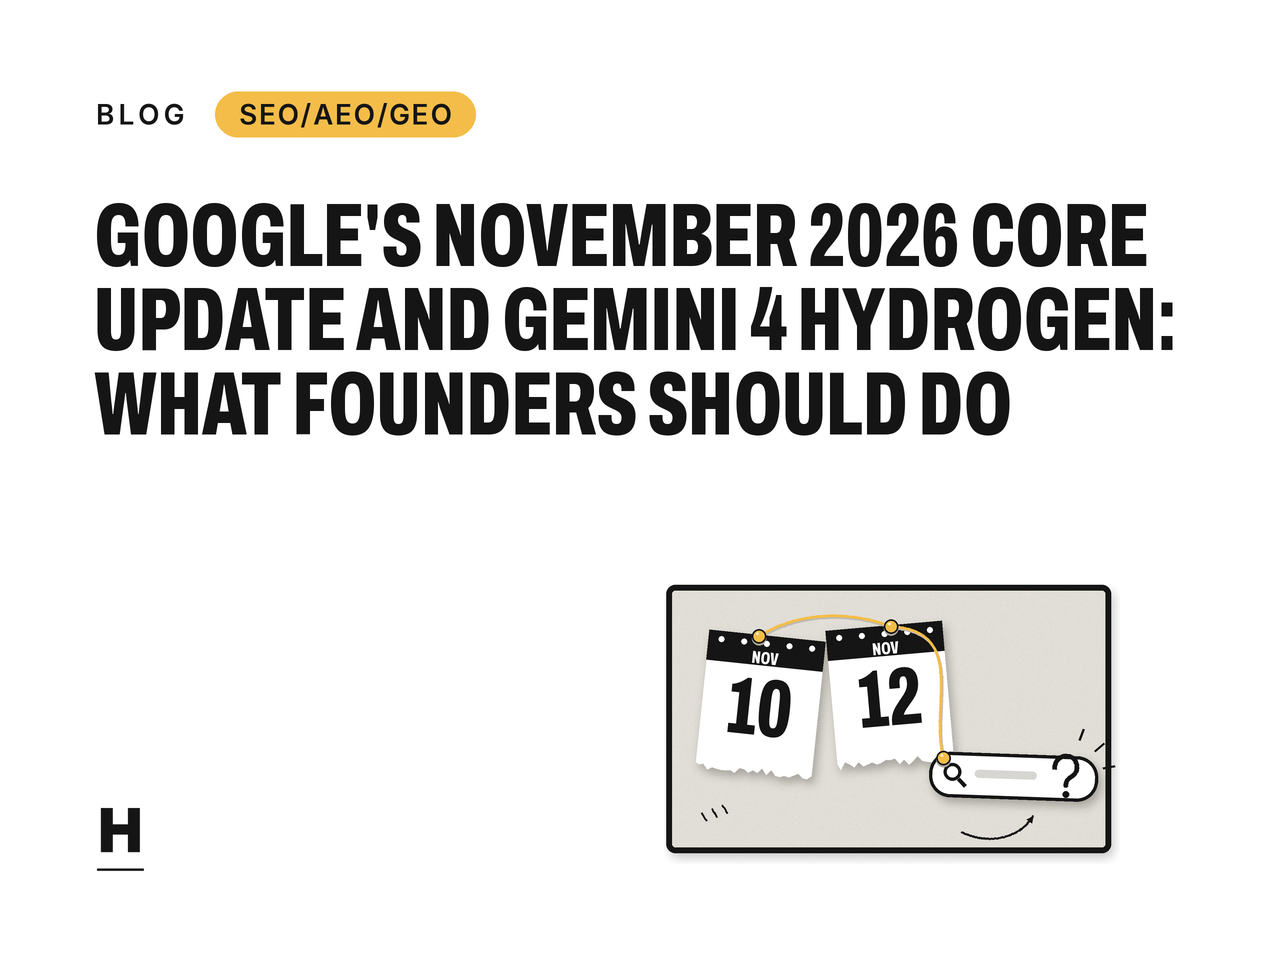 BLOG
SEO/AEO/GEO
GOOGLE'S NOVEMBER 2026 CORE
UPDATE AND GEMINI 4 HYDROGEN:
WHAT FOUNDERS SHOULD DO
NOV
10
NOV
12
?
H